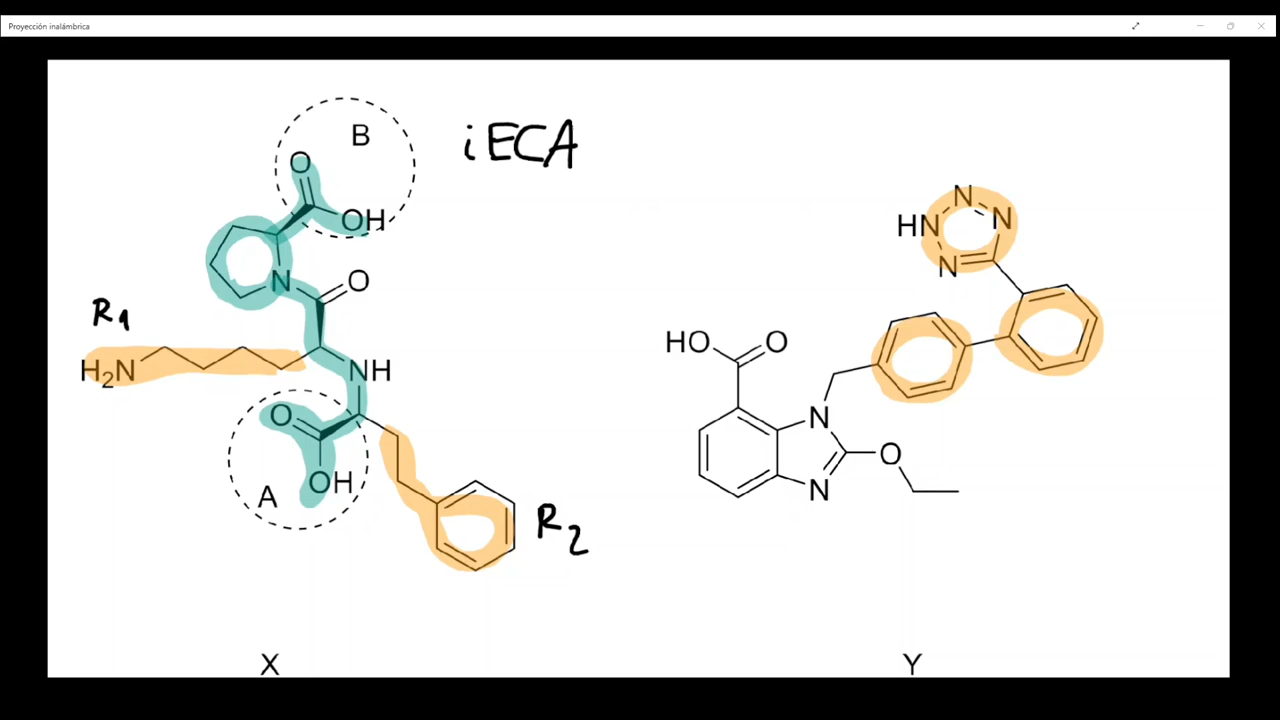 Proyección inalámbrica
B
iECA
O
OH
N
O
R1
H2N
NH
O
OH
A
R2
X
N
HN
N
N
HO
O
N
O
N
Y